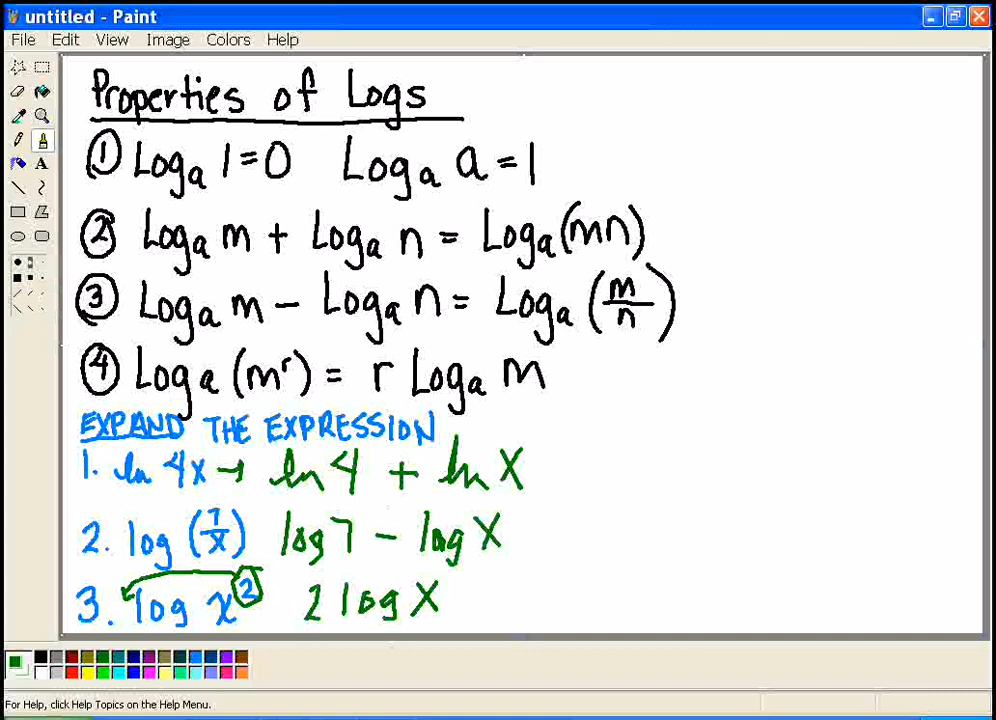 untitled - Paint
File Edit View Image Colors Help
Properties of Logs
① Logₐ 1 = 0 Logₐ a = 1
② Logₐ m + Logₐ n = Logₐ(mn)
③ Logₐ m - Logₐ n = Logₐ (m/n)
④ Logₐ (mʳ) = r Logₐ m
EXPAND THE EXPRESSION
1. ln 4x → ln 4 + ln X
2. log (7/x) log 7 - log X
3. log x² 2 log X
For Help, click Help Topics on the Help Menu.